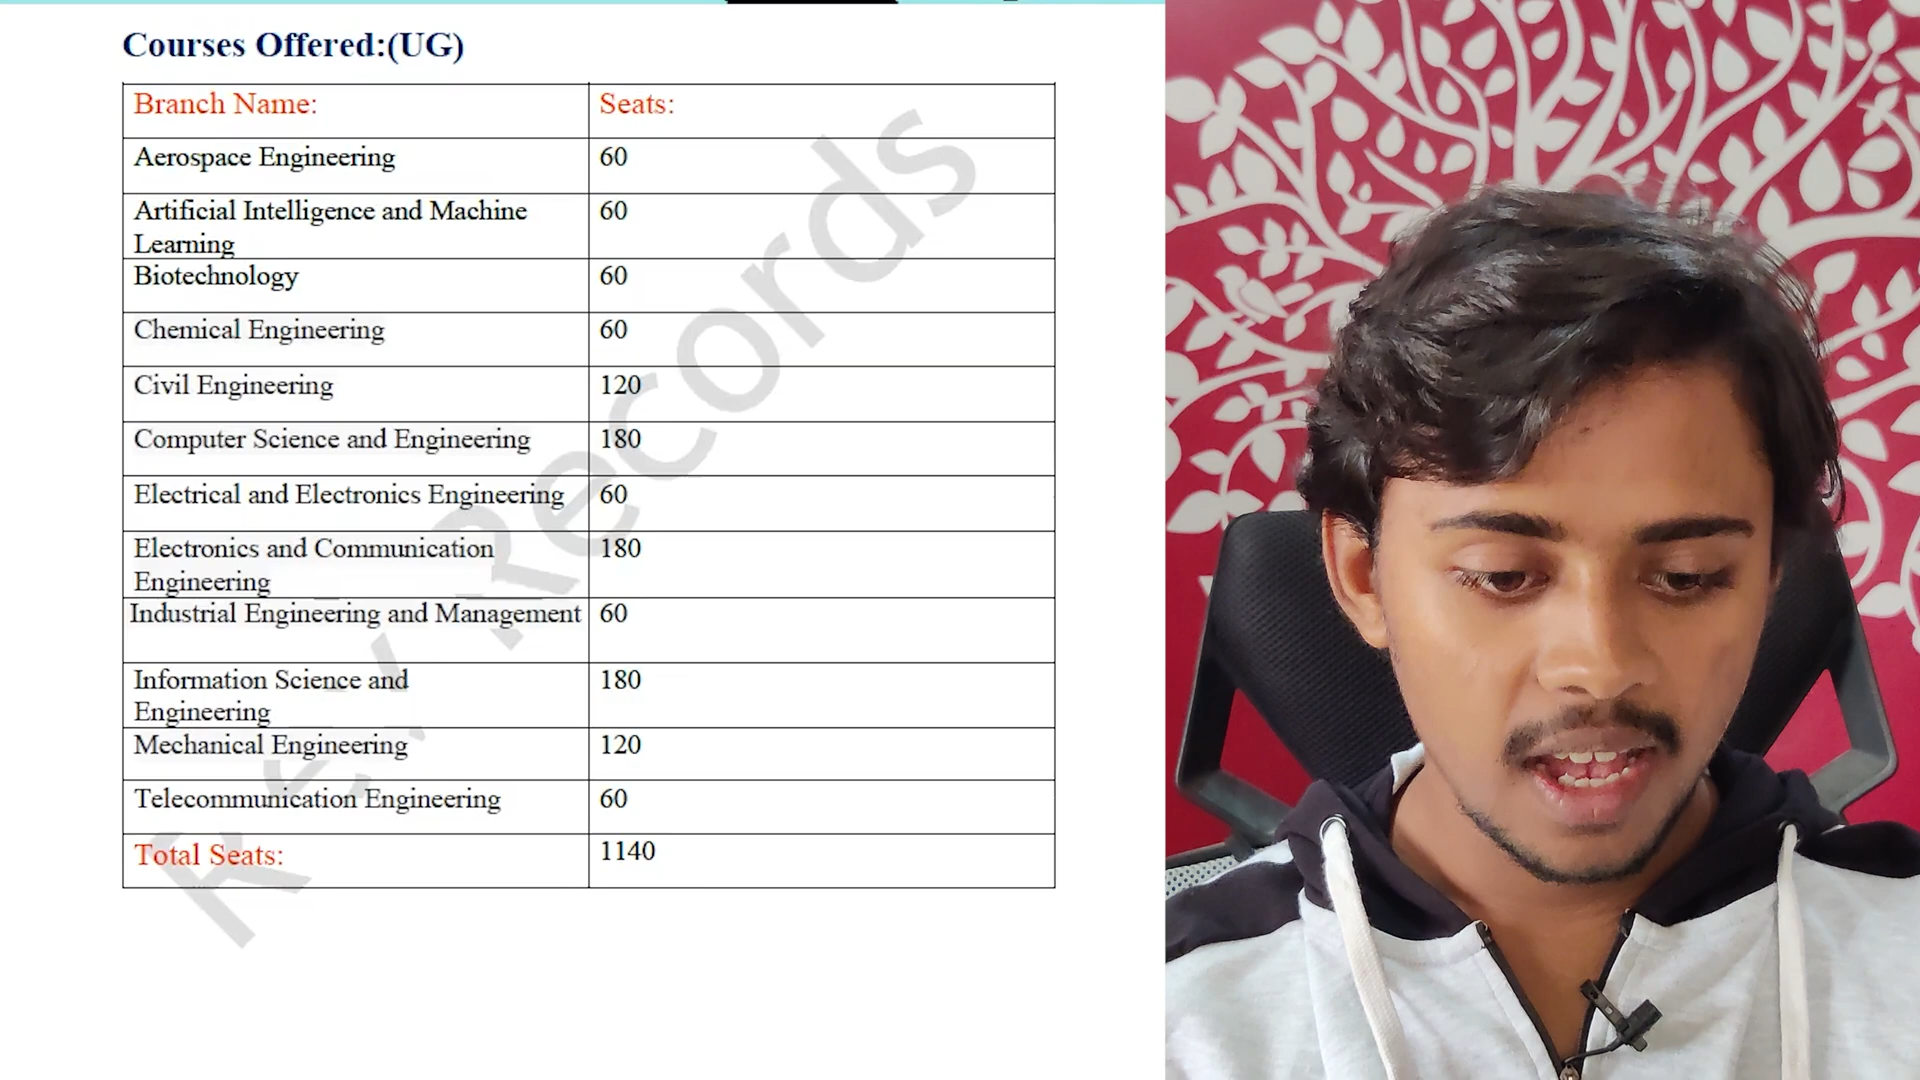 Courses Offered:(UG)
Branch Name: Seats:
Aerospace Engineering 60
Artificial Intelligence and Machine 60
Learning
Biotechnology 60
Chemical Engineering 60
Civil Engineering 120
Computer Science and Engineering 180
Electrical and Electronics Engineering 60
Electronics and Communication 180
Engineering
Industrial Engineering and Management 60
Information Science and 180
Engineering
Mechanical Engineering 120
Telecommunication Engineering 60
Total Seats: 1140
Key Records